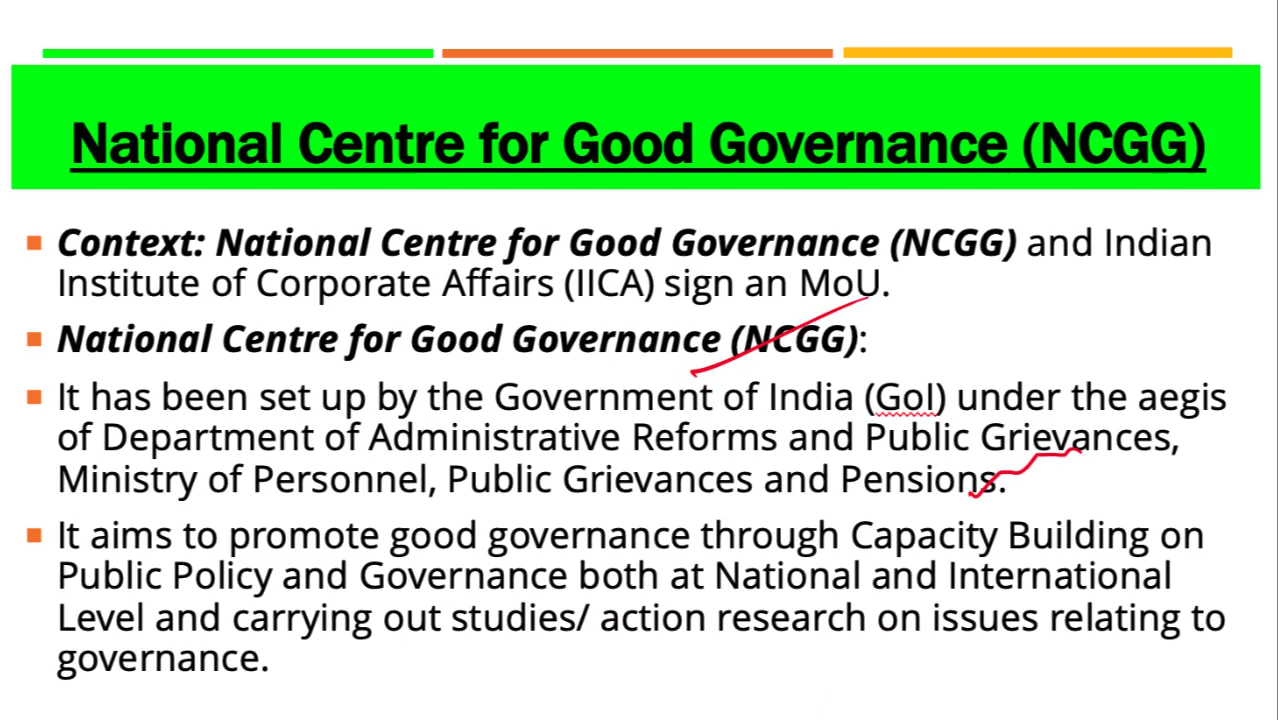 National Centre for Good Governance (NCGG)
Context: National Centre for Good Governance (NCGG) and Indian
Institute of Corporate Affairs (IICA) sign an MoU.
National Centre for Good Governance (NCGG):
It has been set up by the Government of India (GoI) under the aegis
of Department of Administrative Reforms and Public Grievances,
Ministry of Personnel, Public Grievances and Pensions.
It aims to promote good governance through Capacity Building on
Public Policy and Governance both at National and International
Level and carrying out studies/ action research on issues relating to
governance.